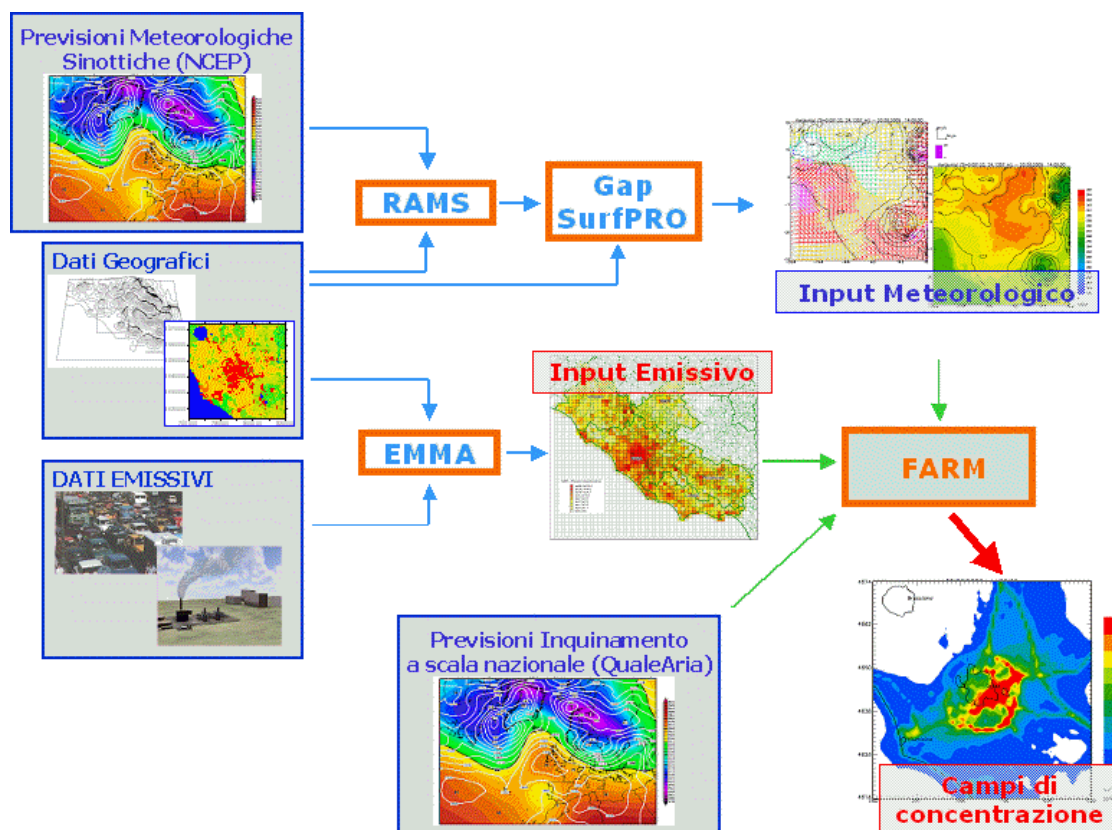 Previsioni Meteorologiche
Sinottiche (NCEP)
RAMS
Gap
SurfPRO
Input Meteorologico
Dati Geografici
Input Emissivo
EMMA
FARM
DATI EMISSIVI
Previsioni Inquinamento
a scala nazionale (QualeAria)
Campi di
concentrazione